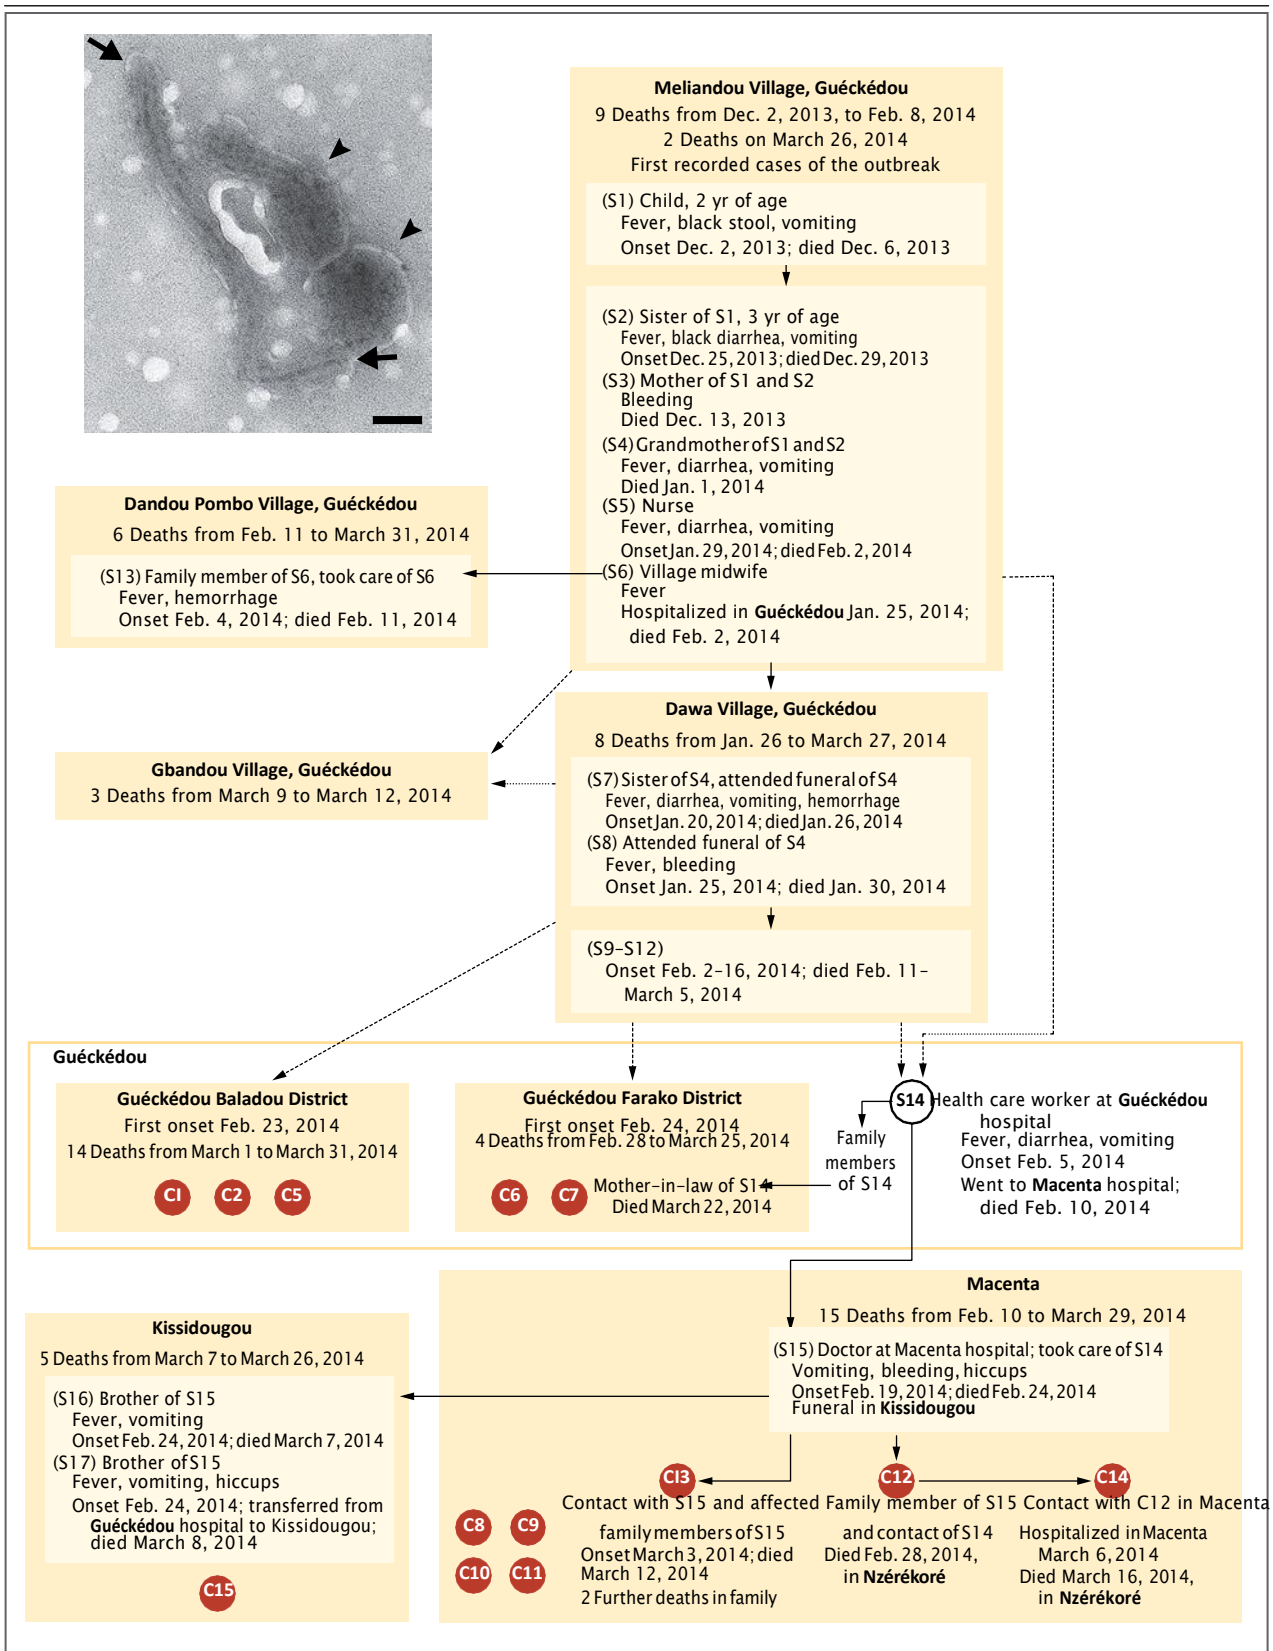 Meliandou Village, Guéckédou
9 Deaths from Dec. 2, 2013, to Feb. 8, 2014
2 Deaths on March 26, 2014
First recorded cases of the outbreak
(S1) Child, 2 yr of age
Fever, black stool, vomiting
Onset Dec. 2, 2013; died Dec. 6, 2013
(S2) Sister of S1, 3 yr of age
Fever, black diarrhea, vomiting
Onset Dec. 25, 2013; died Dec. 29, 2013
(S3) Mother of S1 and S2
Bleeding
Died Dec. 13, 2013
(S4) Grandmother of S1 and S2
Fever, diarrhea, vomiting
Died Jan. 1, 2014
(S5) Nurse
Fever, diarrhea, vomiting
Onset Jan. 29, 2014; died Feb. 2, 2014
(S6) Village midwife
Fever
Hospitalized in Guéckédou Jan. 25, 2014;
died Feb. 2, 2014
Dandou Pombo Village, Guéckédou
6 Deaths from Feb. 11 to March 31, 2014
(S13) Family member of S6, took care of S6
Fever, hemorrhage
Onset Feb. 4, 2014; died Feb. 11, 2014
Gbandou Village, Guéckédou
3 Deaths from March 9 to March 12, 2014
Dawa Village, Guéckédou
8 Deaths from Jan. 26 to March 27, 2014
(S7) Sister of S4, attended funeral of S4
Fever, diarrhea, vomiting, hemorrhage
Onset Jan. 20, 2014; died Jan. 26, 2014
(S8) Attended funeral of S4
Fever, bleeding
Onset Jan. 25, 2014; died Jan. 30, 2014
(S9–S12)
Onset Feb. 2–16, 2014; died Feb. 11–
March 5, 2014
Guéckédou
Guéckédou Baladou District
First onset Feb. 23, 2014
14 Deaths from March 1 to March 31, 2014
C1 C2 C5
Guéckédou Farako District
First onset Feb. 24, 2014
4 Deaths from Feb. 28 to March 25, 2014
C6 C7
Mother-in-law of S14
Died March 22, 2014
Family
members
of S14
S14
Health care worker at Guéckédou
hospital
Fever, diarrhea, vomiting
Onset Feb. 5, 2014
Went to Macenta hospital;
died Feb. 10, 2014
Macenta
15 Deaths from Feb. 10 to March 29, 2014
(S15) Doctor at Macenta hospital; took care of S14
Vomiting, bleeding, hiccups
Onset Feb. 19, 2014; died Feb. 24, 2014
Funeral in Kissidougou
Kissidougou
5 Deaths from March 7 to March 26, 2014
(S16) Brother of S15
Fever, vomiting
Onset Feb. 24, 2014; died March 7, 2014
(S17) Brother of S15
Fever, vomiting, hiccups
Onset Feb. 24, 2014; transferred from
Guéckédou hospital to Kissidougou;
died March 8, 2014
C15
C8 C9
C10 C11
C13
Contact with S15 and affected
family members of S15
Onset March 3, 2014; died
March 12, 2014
2 Further deaths in family
C12
Family member of S15
and contact of S14
Died Feb. 28, 2014,
in Nzérékoré
C14
Contact with C12 in Macenta
Hospitalized in Macenta
March 6, 2014
Died March 16, 2014,
in Nzérékoré